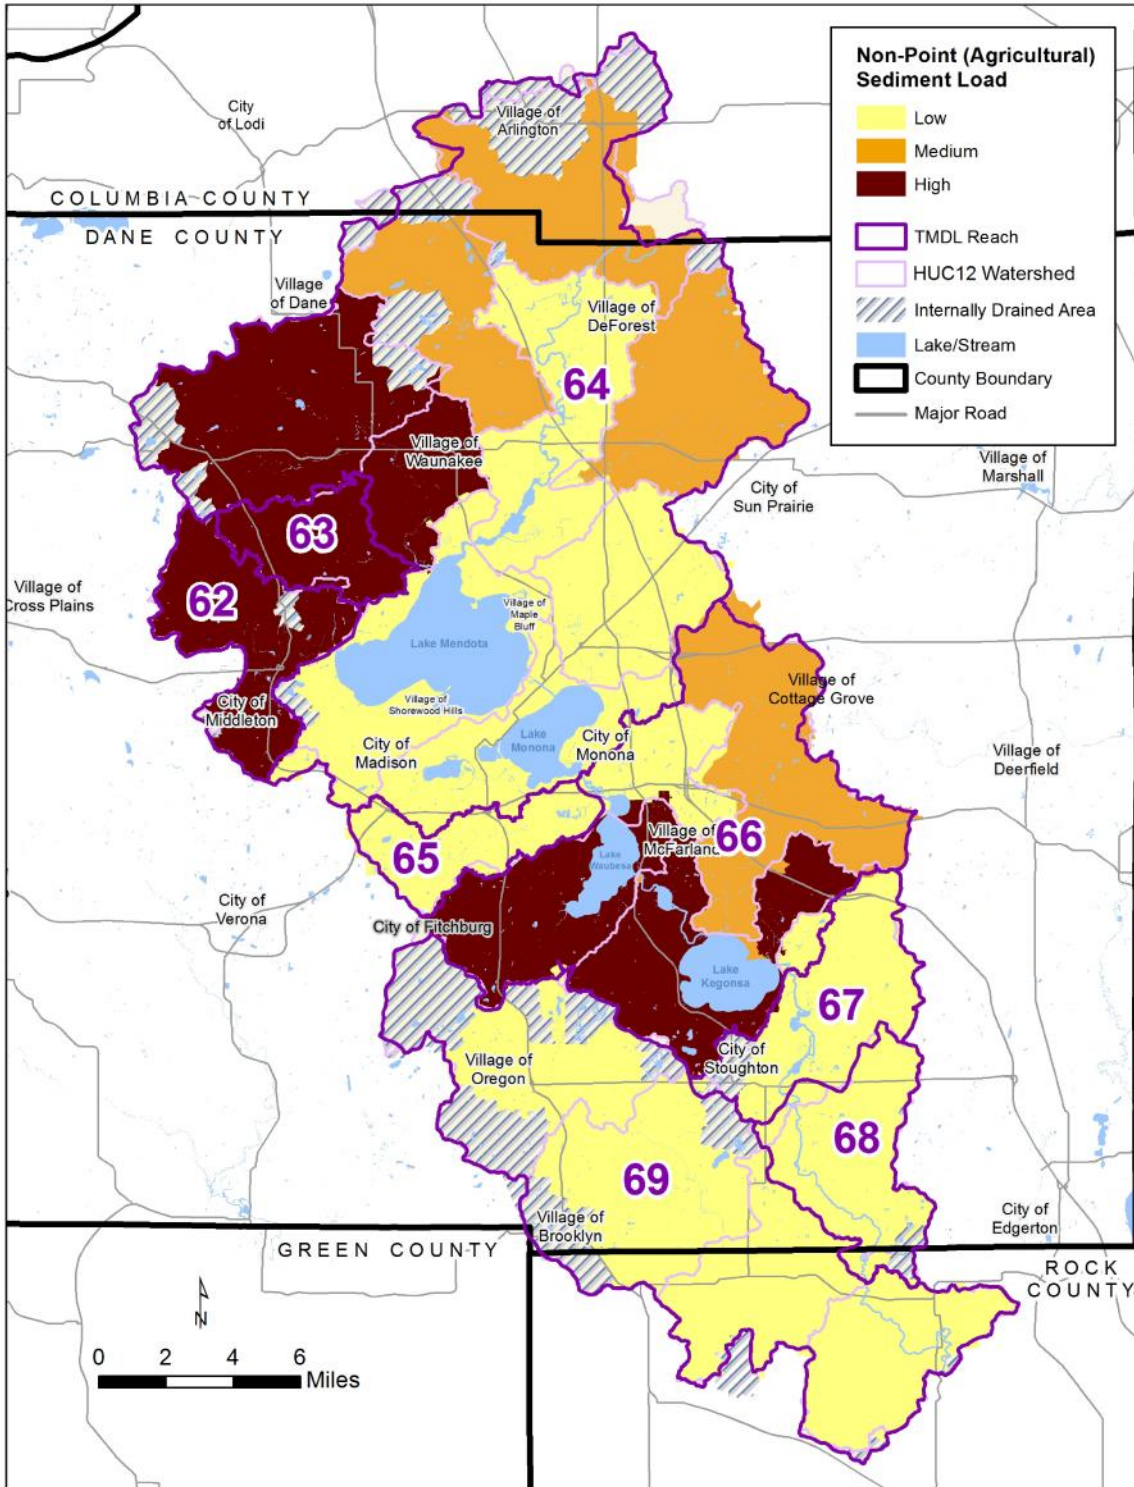 Non-Point (Agricultural)
Sediment Load
Low
Medium
High
TMDL Reach
HUC12 Watershed
Internally Drained Area
Lake/Stream
County Boundary
Major Road
City
of Lodi
Village of
Arlington
COLUMBIA COUNTY
DANE COUNTY
Village
of Dane
Village of
DeForest
64
Village of
Waunakee
Village of
Marshall
City of
Sun Prairie
63
62
Village of
Cross Plains
Village of
Maple
Bluff
Lake Mendota
Village of
Shorewood Hills
Village of
Cottage Grove
City of
Middleton
City of
Madison
Lake
Monona
City of
Monona
Village of
Deerfield
Village of
McFarland
66
65
Lake
Waubesa
City of
Verona
City of Fitchburg
Lake
Kegonsa
67
City of
Stoughton
Village of
Oregon
68
69
Village of
Brooklyn
City of
Edgerton
GREEN COUNTY
ROCK
COUNTY
N
0 2 4 6
Miles